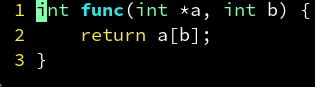 1 int func(int *a, int b) {
2     return a[b];
3 }